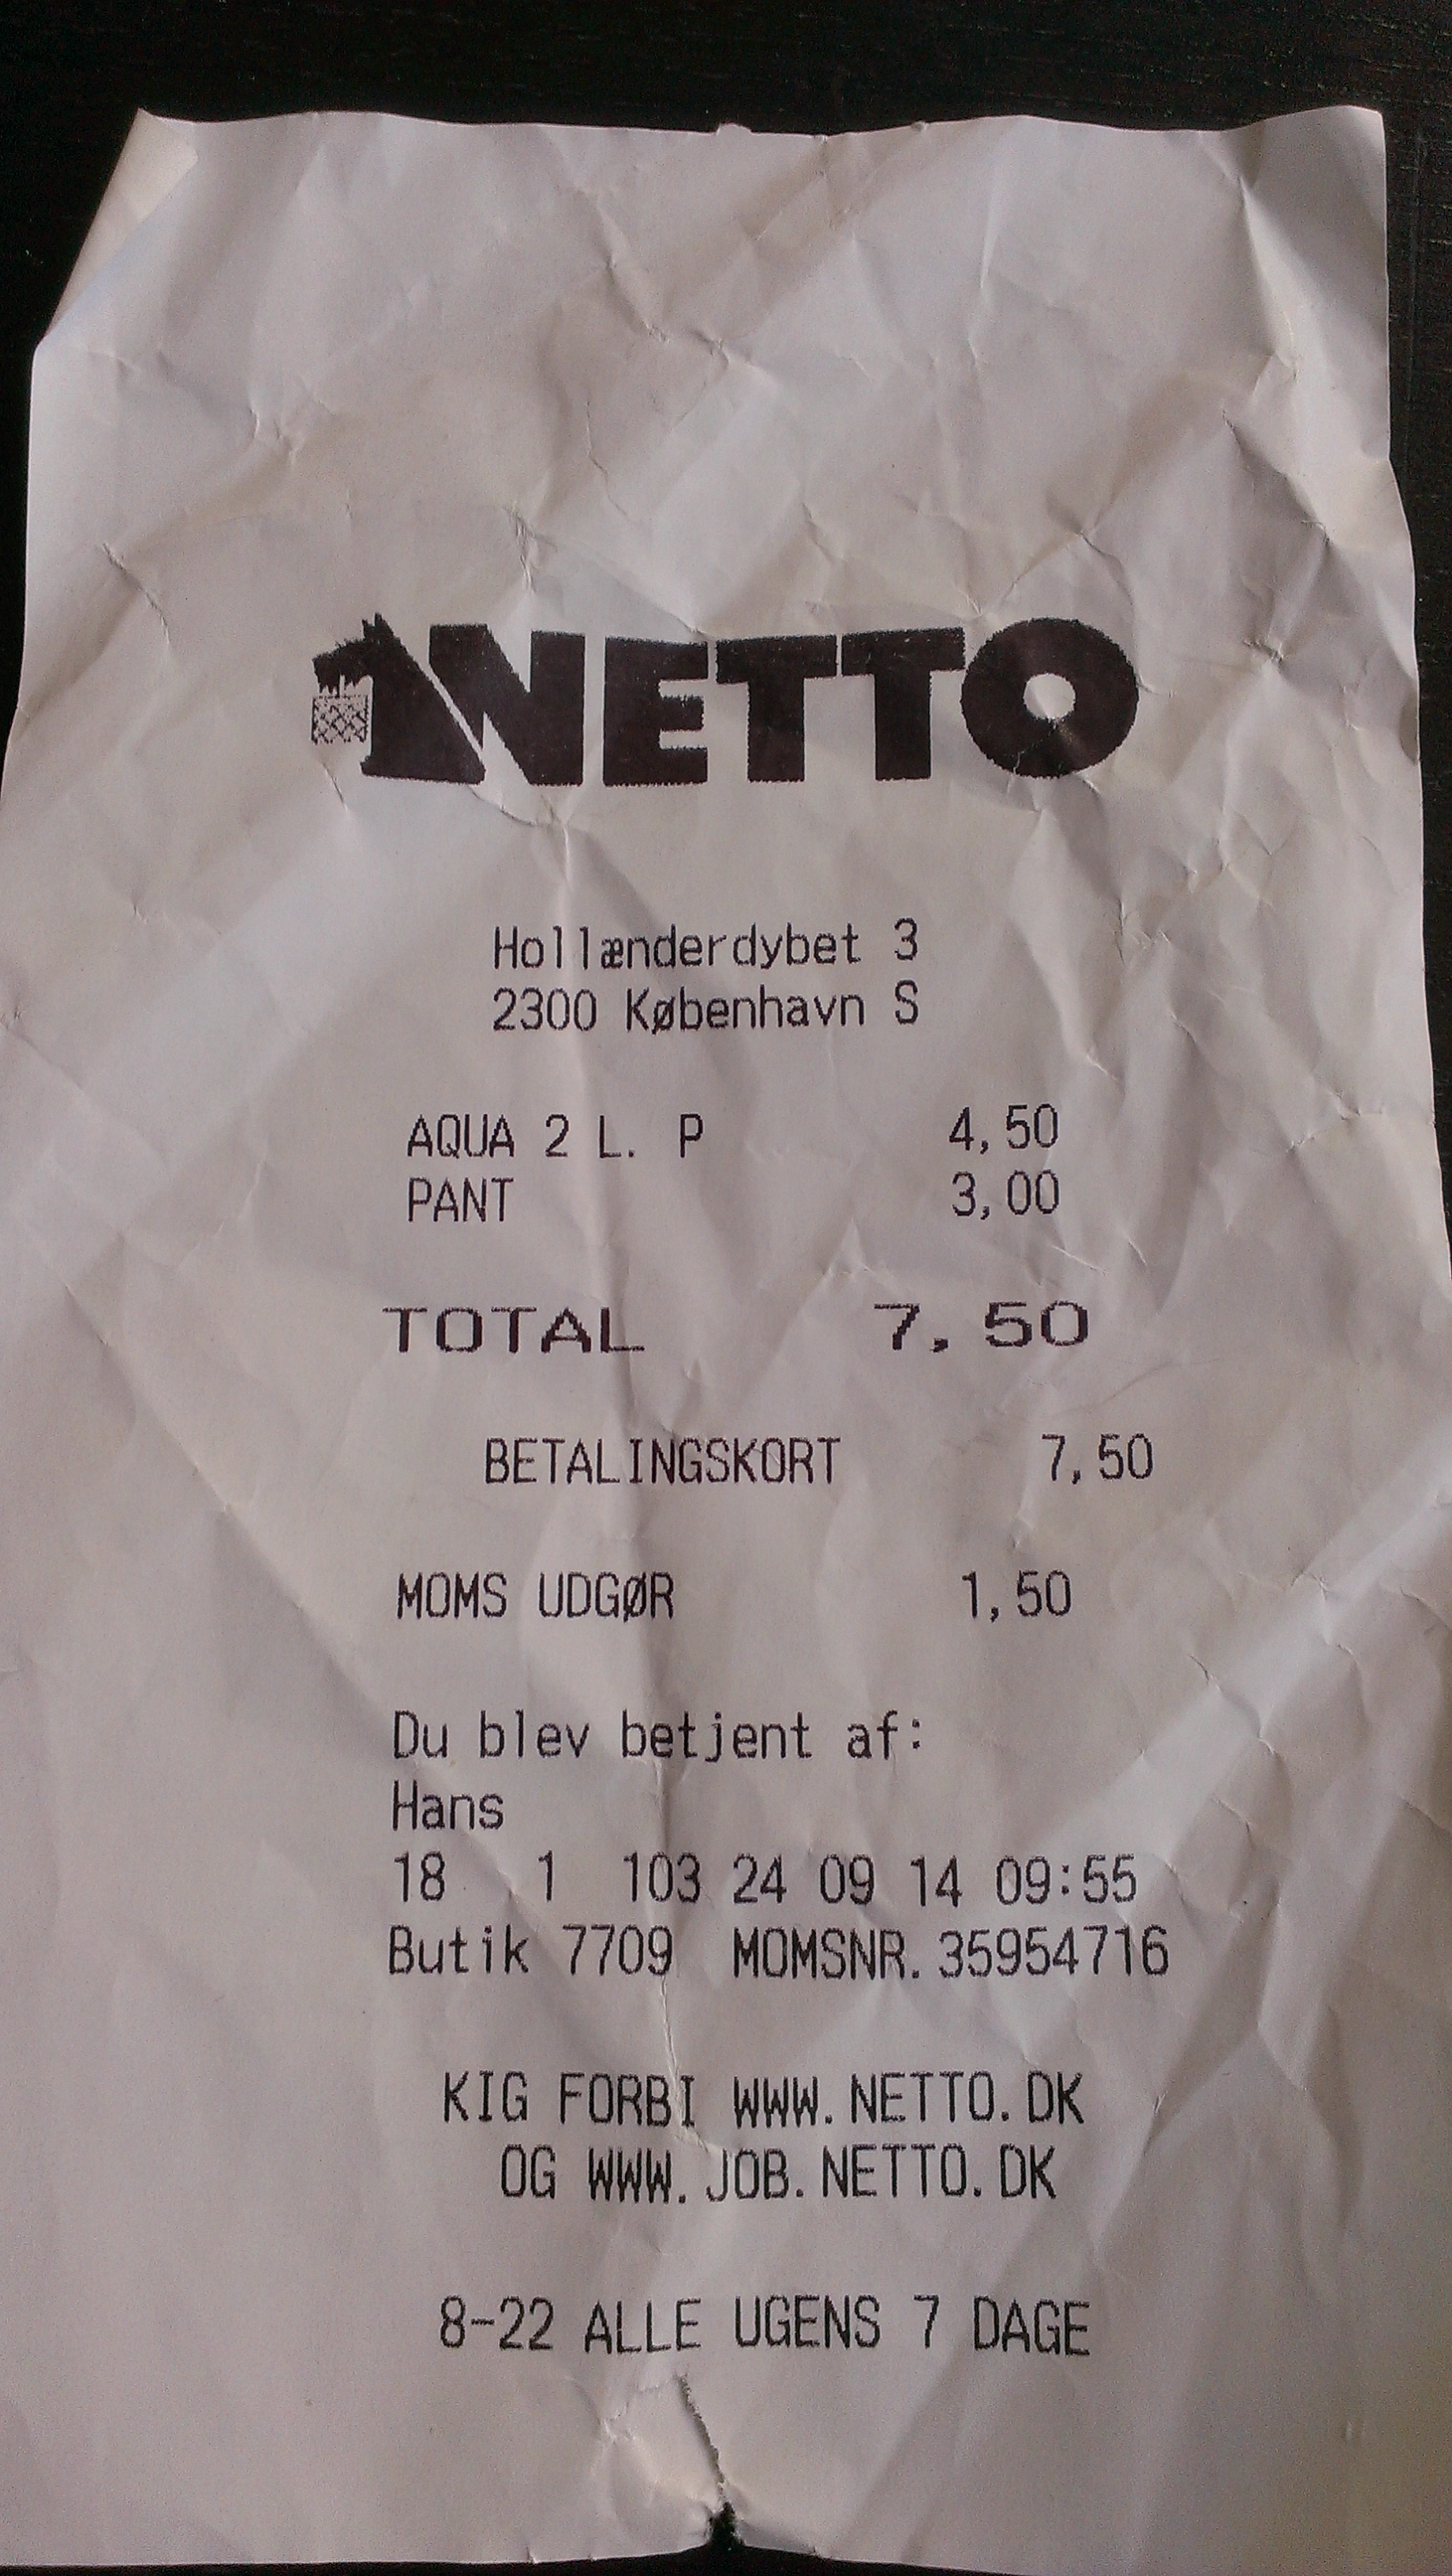 NETTO
Hollænderdybet 3
2300 København S
AQUA 2 L. P 4,50
PANT 3,00
TOTAL 7,50
BETALINGSKORT 7,50
MOMS UDGØR 1,50
Du blev betjent af:
Hans
18 1 103 24 09 14 09:55
Butik 7709 MOMSNR. 35954716
KIG FORBI WWW.NETTO.DK
OG WWW.JOB.NETTO.DK
8-22 ALLE UGENS 7 DAGE